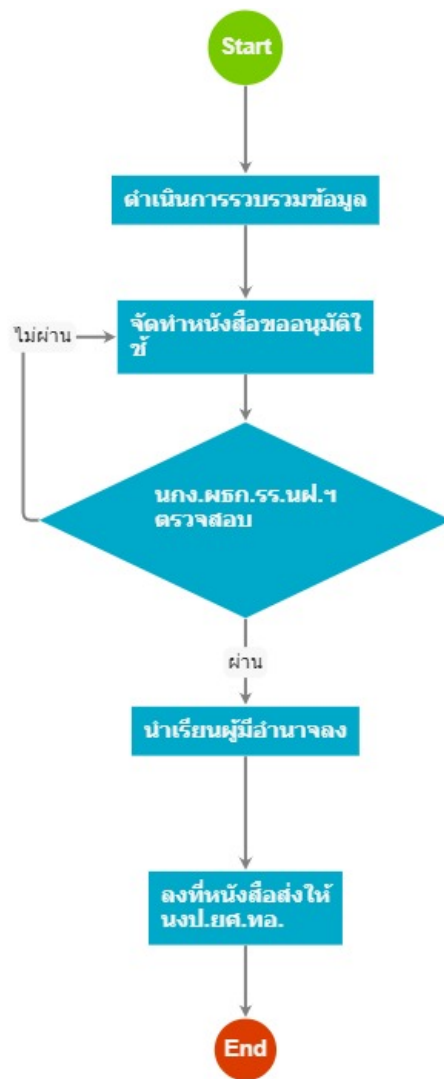 Start
ดำเนินการรวบรวมข้อมูล
จัดทำหนังสือขออนุมัติใ
ช้
ไม่ผ่าน
นกง.ผธก.รร.นฝ.ฯ
ตรวจสอบ
ผ่าน
นำเรียนผู้มีอำนาจลง
ลงที่หนังสือส่งให้
นงป.ยศ.ทอ.
End